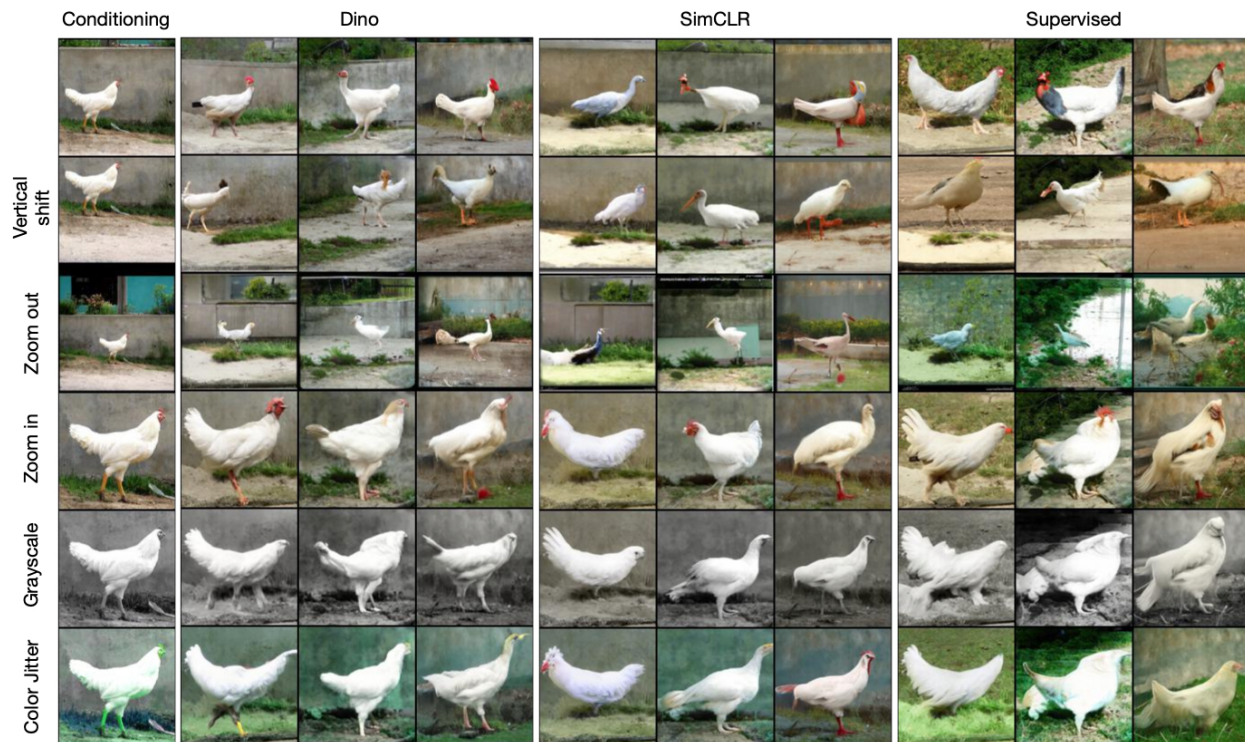 Conditioning
Dino
SimCLR
Supervised
Vertical
shift
Zoom out
Zoom in
Grayscale
Color Jitter